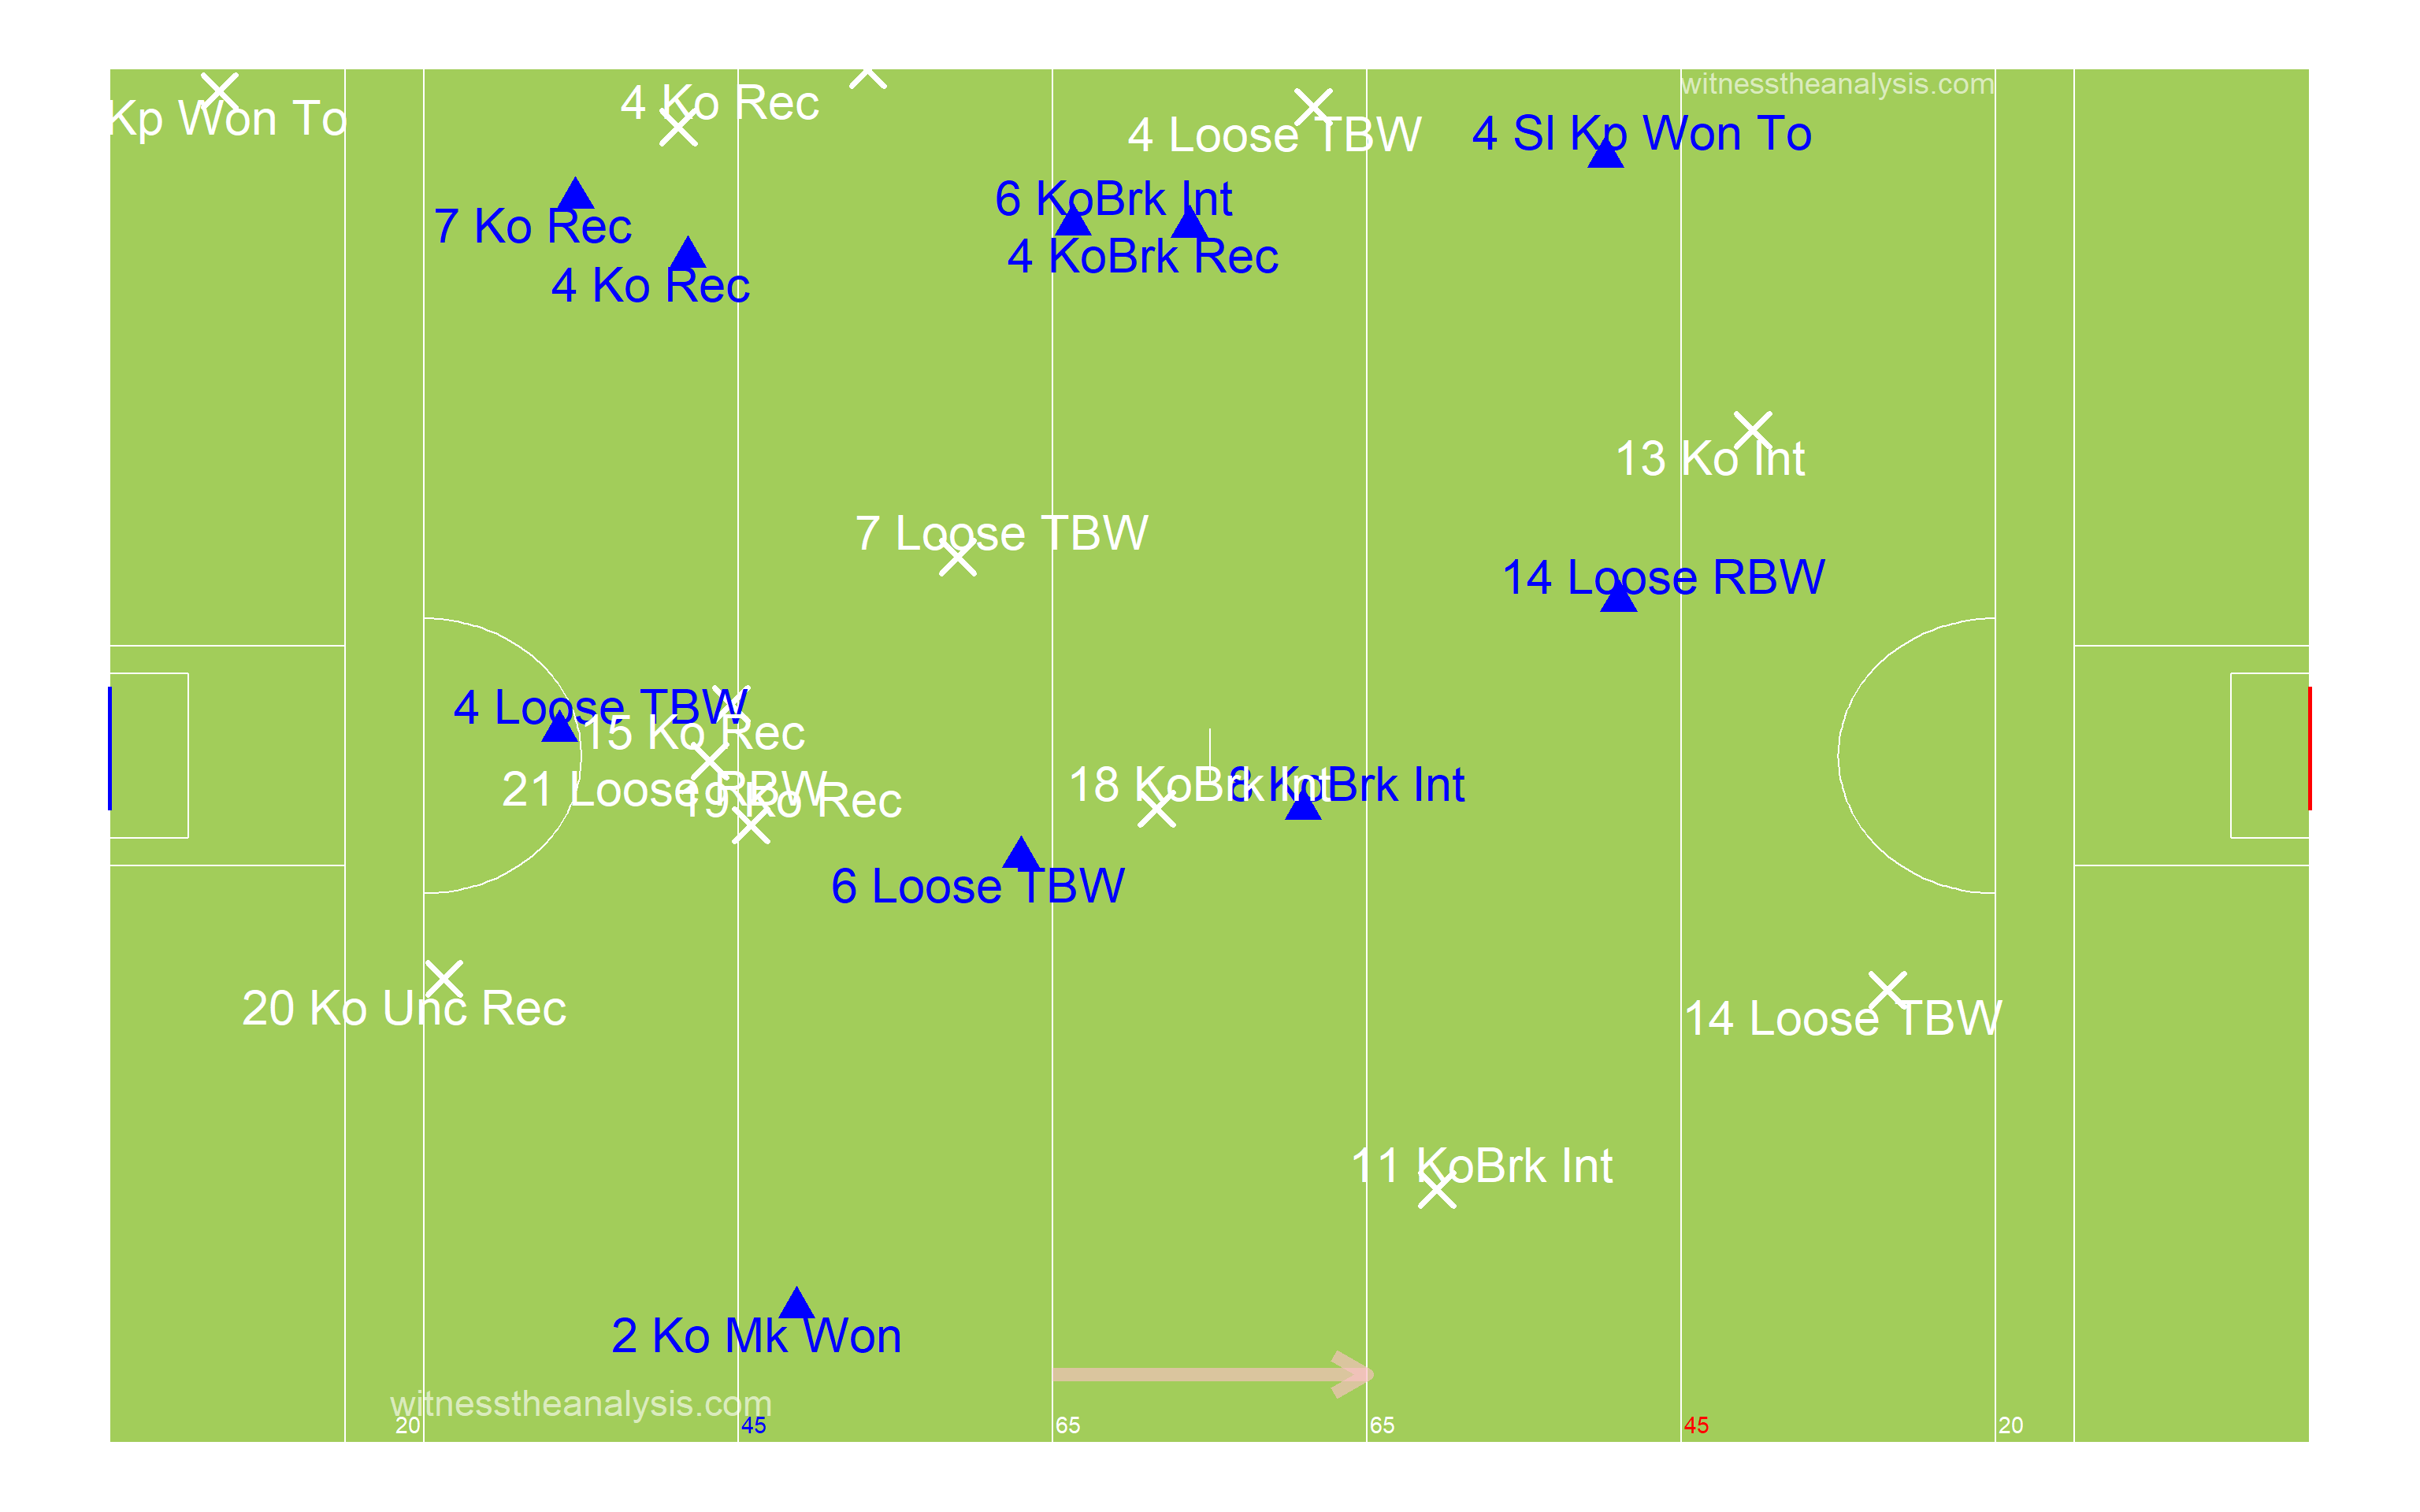 witnesstheanalysis.com
4 Ko Rec
Kp Won To
4 Loose TBW
4 Sl Kp Won To
6 KoBrk Int
7 Ko Rec
4 KoBrk Rec
4 Ko Rec
13 Ko Int
7 Loose TBW
14 Loose RBW
4 Loose TBW
15 Ko Rec
21 Loose RBW
19 Ko Rec
18 KoBrk Int
8 KoBrk Int
6 Loose TBW
20 Ko Unc Rec
14 Loose TBW
11 KoBrk Int
2 Ko Mk Won
witnesstheanalysis.com
20
45
65
65
45
20